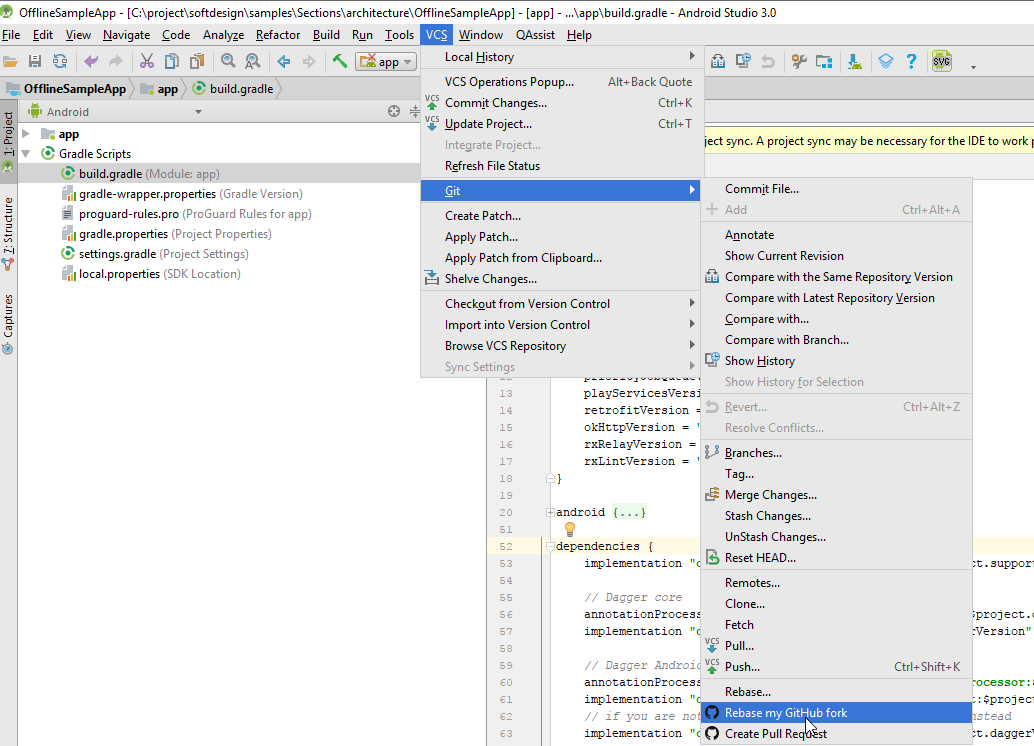 OfflineSampleApp - [C:\project\softdesign\samples\Sections\architecture\OfflineSampleApp] - [app] - ...\app\build.gradle - Android Studio 3.0
File Edit View Navigate Code Analyze Refactor Build Run Tools VCS Window QAssist Help
app SVG
OfflineSampleApp app build.gradle
Android
1: Project
7: Structure
Captures
app
Gradle Scripts
build.gradle (Module: app)
gradle-wrapper.properties (Gradle Version)
proguard-rules.pro (ProGuard Rules for app)
gradle.properties (Project Properties)
settings.gradle (Project Settings)
local.properties (SDK Location)
Local History
VCS Operations Popup... Alt+Back Quote
VCS Commit Changes... Ctrl+K
VCS Update Project... Ctrl+T
Integrate Project...
Refresh File Status
Git
Create Patch...
Apply Patch...
Apply Patch from Clipboard...
Shelve Changes...
Checkout from Version Control
Import into Version Control
Browse VCS Repository
Sync Settings
ject sync. A project sync may be necessary for the IDE to work
Commit File...
Add Ctrl+Alt+A
Annotate
Show Current Revision
Compare with the Same Repository Version
Compare with Latest Repository Version
Compare with...
Compare with Branch...
Show History
Show History for Selection
Revert... Ctrl+Alt+Z
Resolve Conflicts...
Branches...
Tag...
Merge Changes...
Stash Changes...
UnStash Changes...
Reset HEAD...
Remotes...
Clone...
Fetch
VCS Pull...
VCS Push... Ctrl+Shift+K
Rebase...
Rebase my GitHub fork
Create Pull Request
13 playServicesVersi
14 retrofitVersion =
15 okHttpVersion = '
16 rxRelayVersion =
17 rxLintVersion = '
18 }
19
20 android {...}
51
52 dependencies {
53 implementation "c ct.support
54
55 // Dagger core
56 annotationProcess $project.d
57 implementation "c rVersion"
58
59 // Dagger Android
60 annotationProcess rocessor:
61 implementation "c t:$proj
62 // if you are not nstead
63 implementation "c ct.dagger